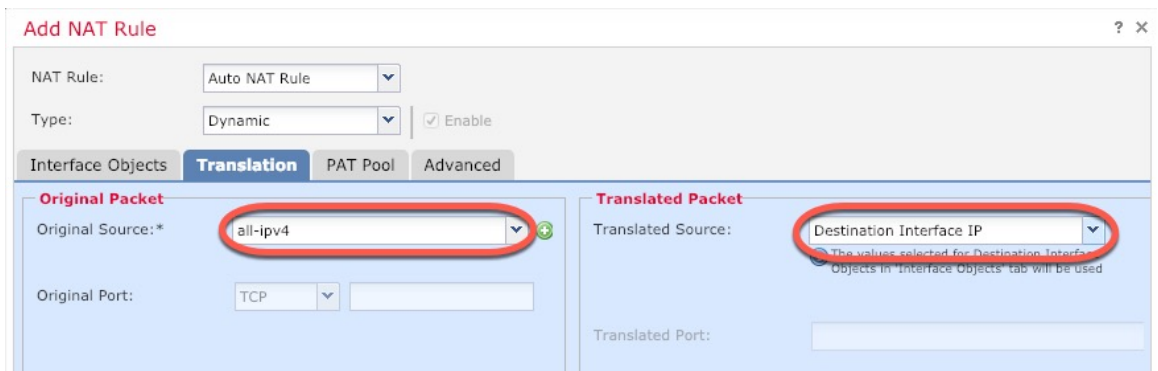 Add NAT Rule
? ×
NAT Rule: Auto NAT Rule
Type: Dynamic Enable
Interface Objects Translation PAT Pool Advanced
Original Packet Translated Packet
Original Source:* all-ipv4 Translated Source: Destination Interface IP
The values selected for Destination Interface
Objects in 'Interface Objects' tab will be used
Original Port: TCP
Translated Port: